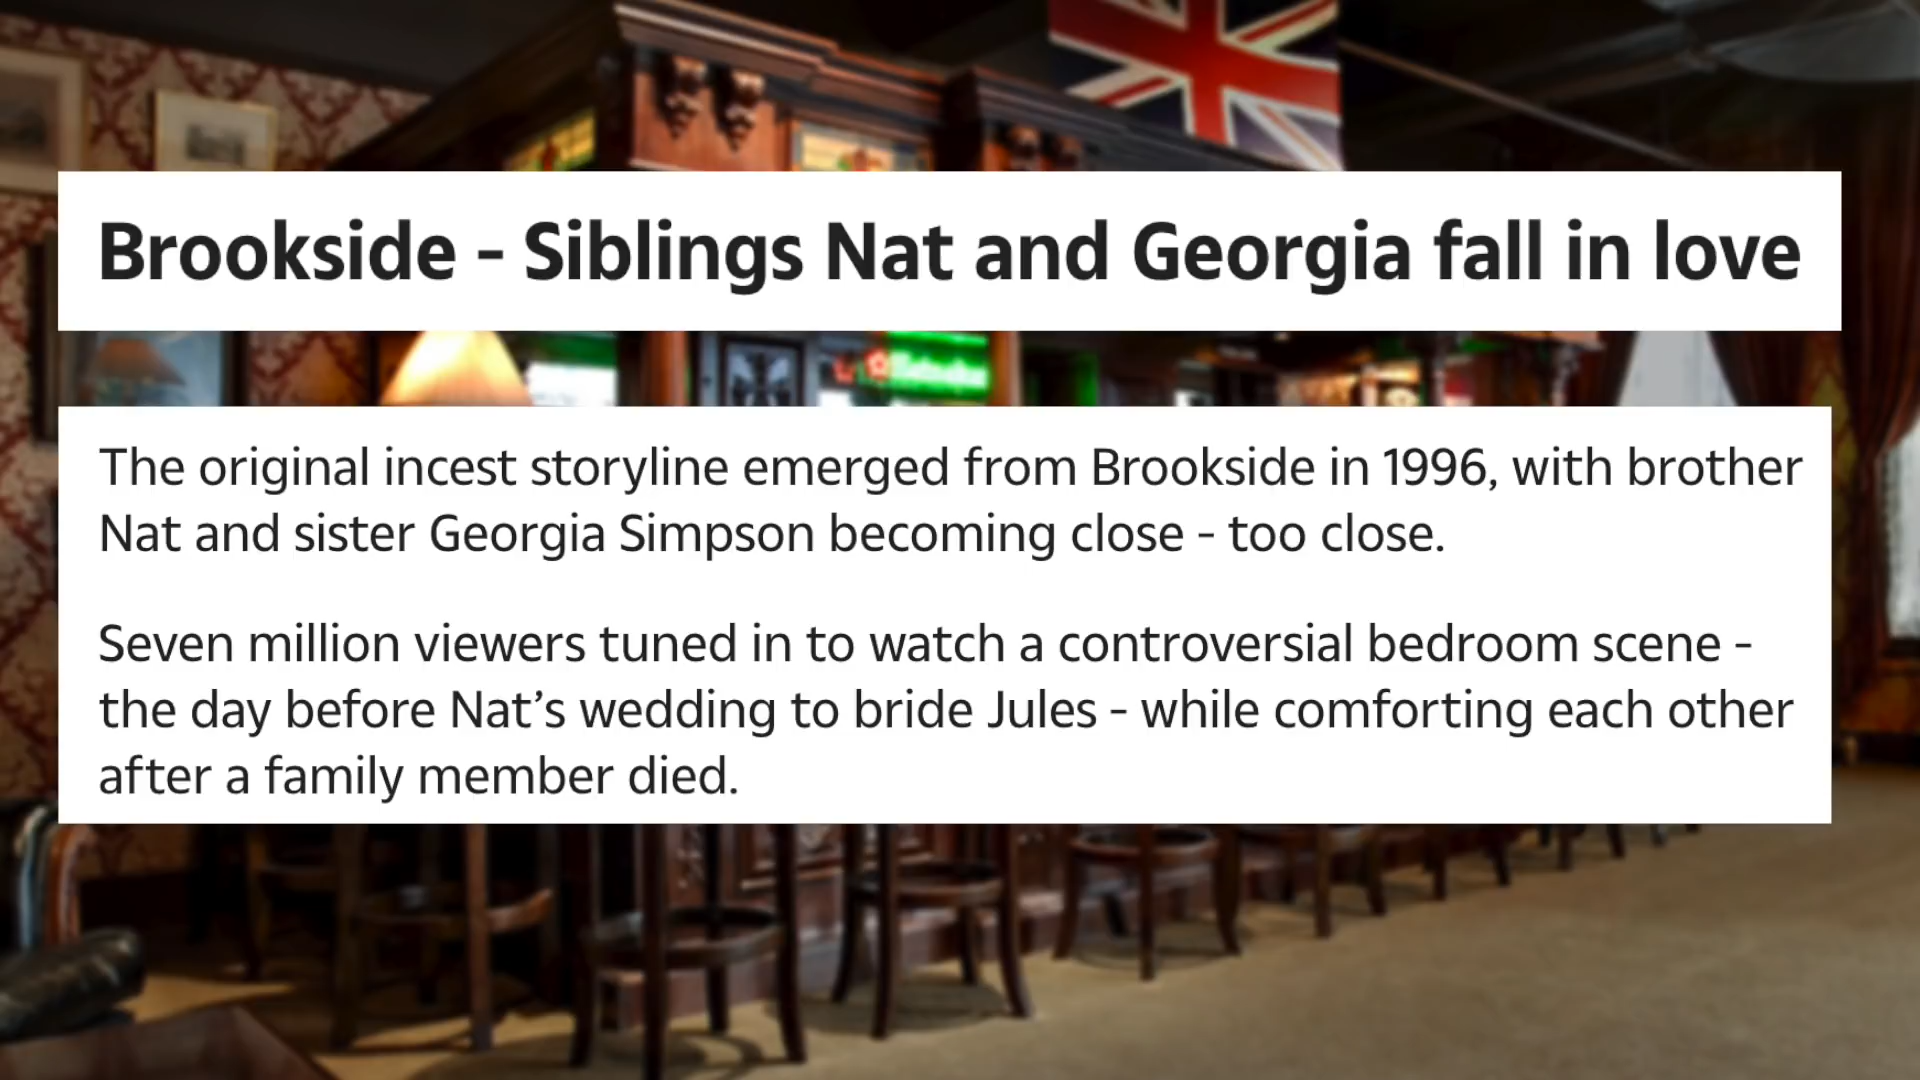 Brookside - Siblings Nat and Georgia fall in love
The original incest storyline emerged from Brookside in 1996, with brother
Nat and sister Georgia Simpson becoming close - too close.
Seven million viewers tuned in to watch a controversial bedroom scene -
the day before Nat’s wedding to bride Jules - while comforting each other
after a family member died.